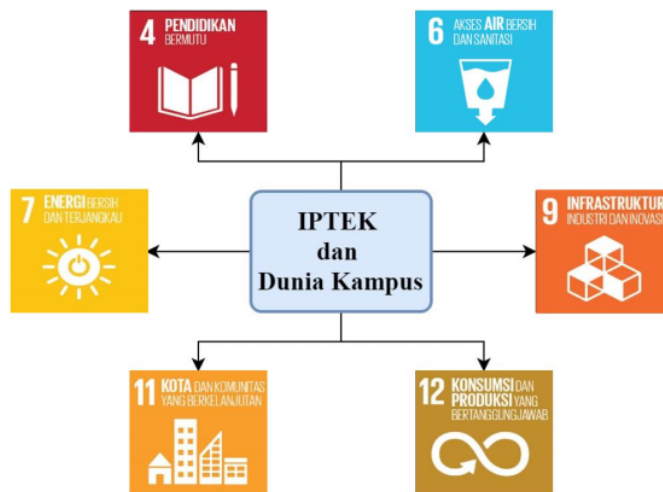 4 PENDIDIKAN
BERMUTU
6 AKSES AIR BERSIH
DAN SANITASI
7 ENERGI BERSIH
DAN TERJANGKAU
IPTEK
dan
Dunia Kampus
9 INFRASTRUKTUR
INDUSTRI DAN INOVASI
11 KOTA DAN KOMUNITAS
YANG BERKELANJUTAN
12 KONSUMSI DAN
PRODUKSI YANG
BERTANGGUNGJAWAB